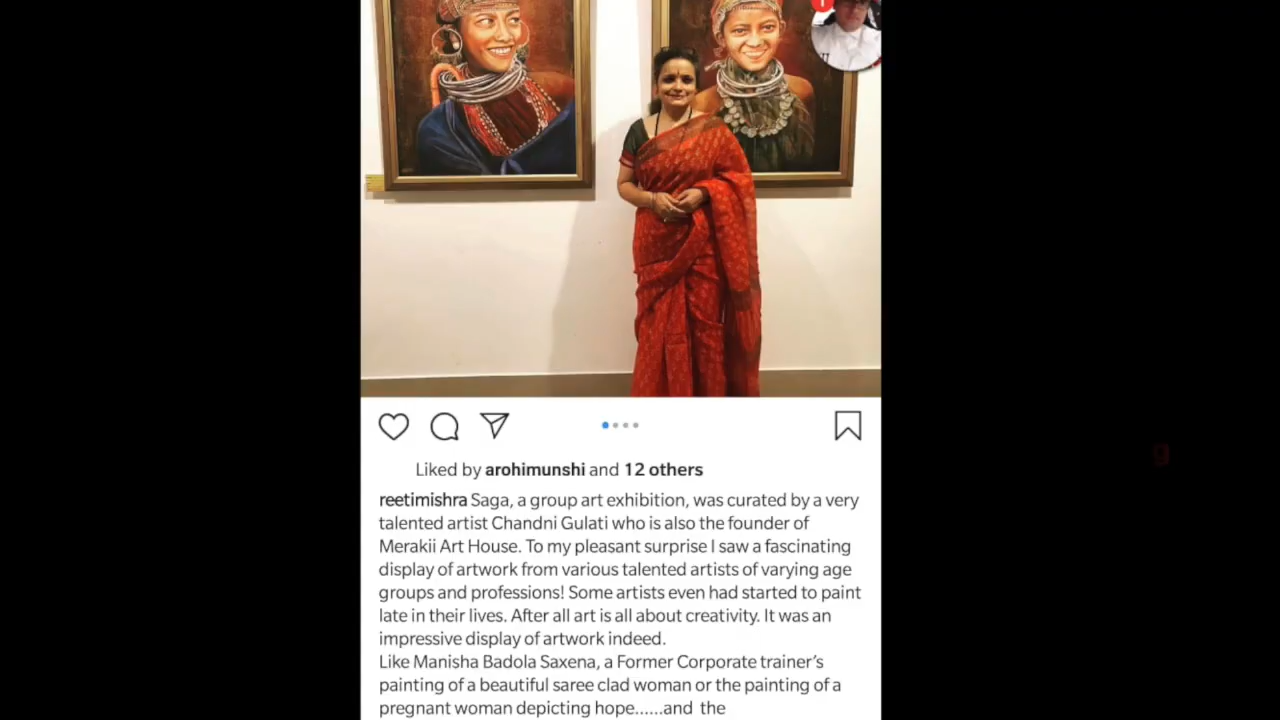 Liked by arohimunshi and 12 others
reetimishra Saga, a group art exhibition, was curated by a very
talented artist Chandni Gulati who is also the founder of
Merakii Art House. To my pleasant surprise I saw a fascinating
display of artwork from various talented artists of varying age
groups and professions! Some artists even had started to paint
late in their lives. After all art is all about creativity. It was an
impressive display of artwork indeed.
Like Manisha Badola Saxena, a Former Corporate trainer's
painting of a beautiful saree clad woman or the painting of a
pregnant woman depicting hope......and the
g